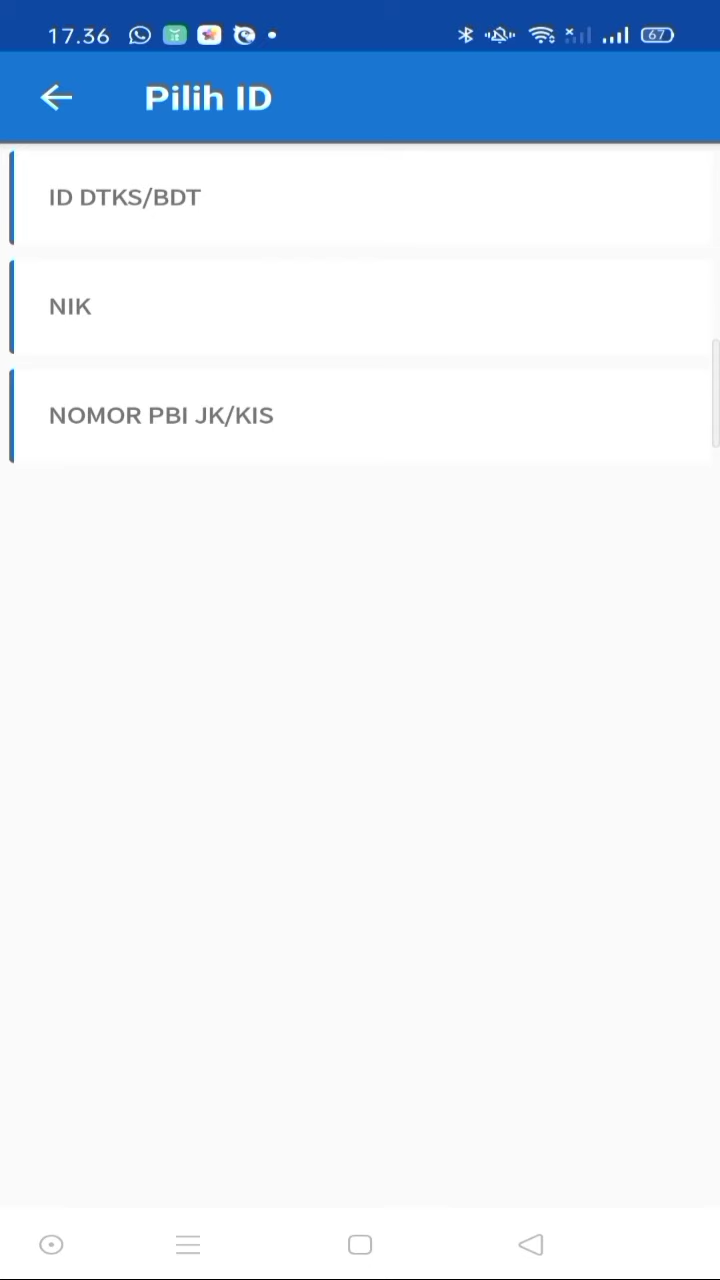 17.36
67
Pilih ID
ID DTKS/BDT
NIK
NOMOR PBI JK/KIS